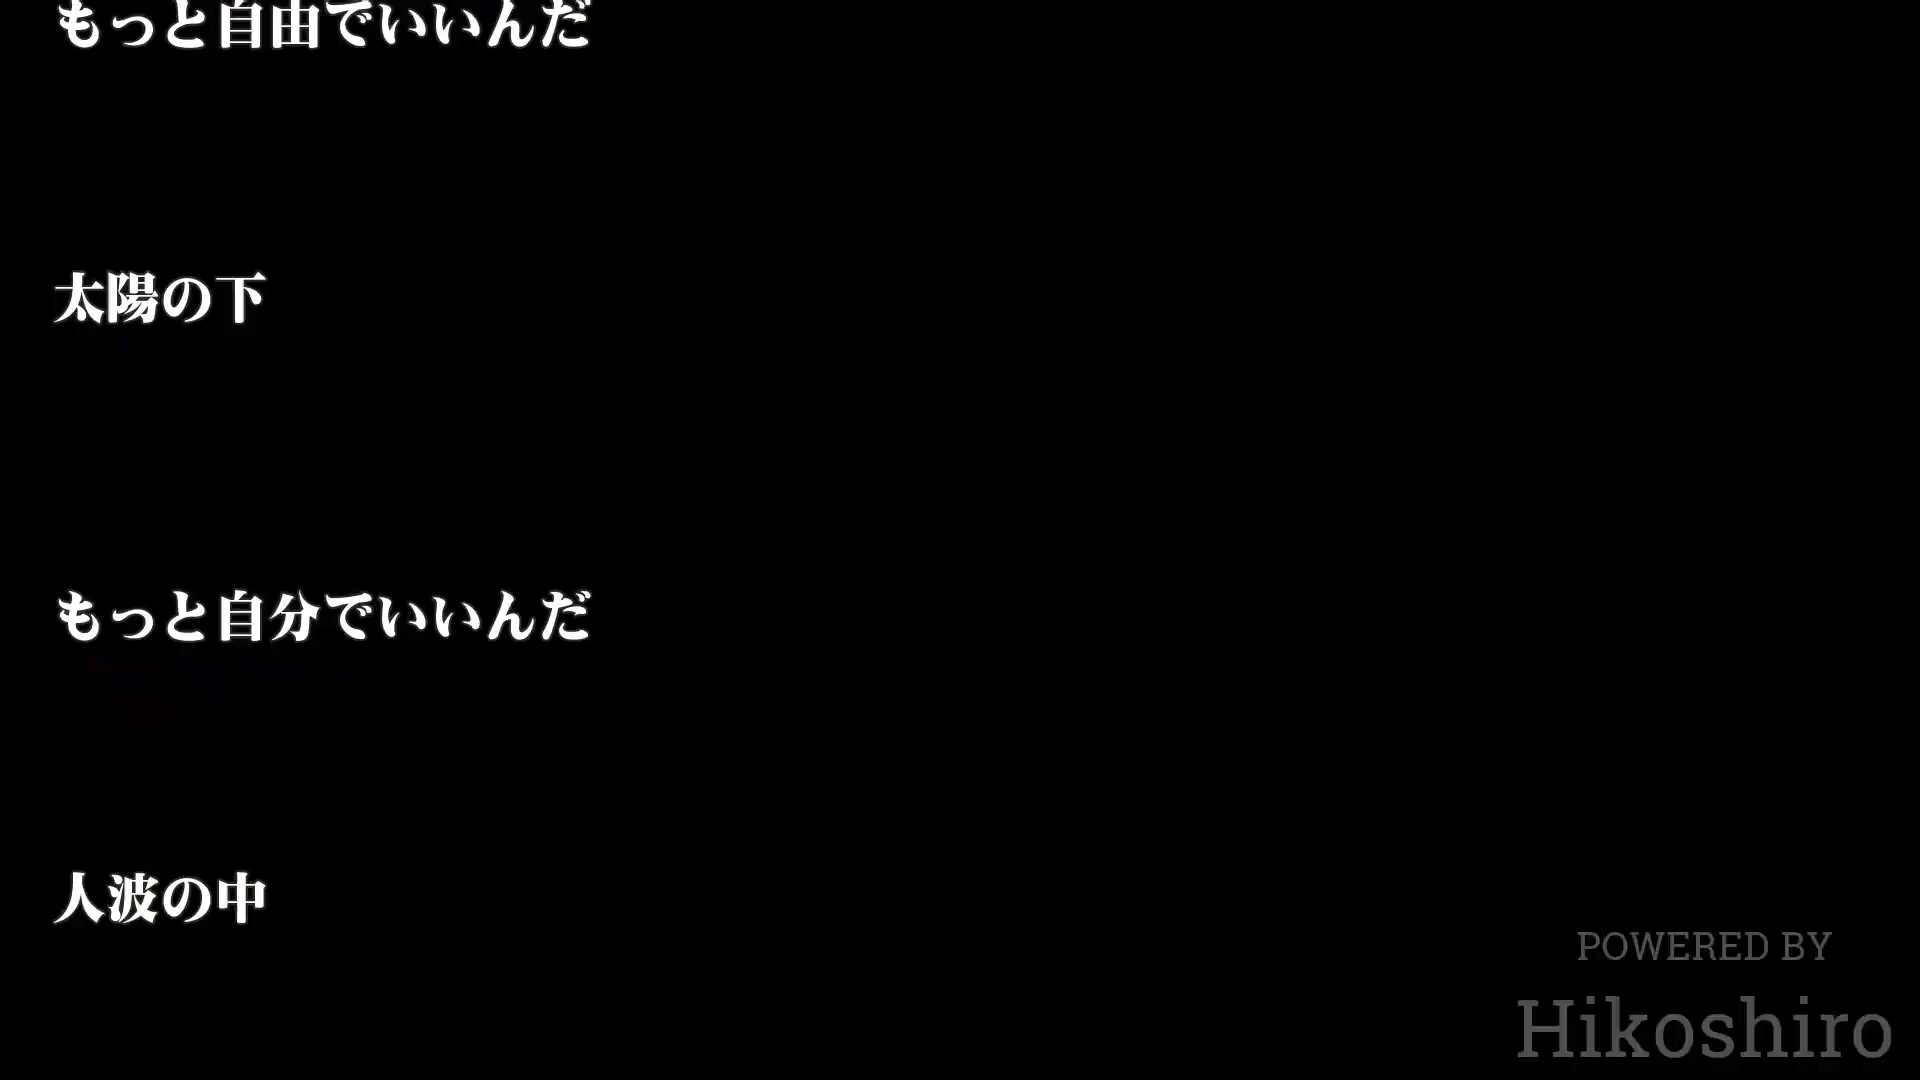 もっと自由でいいんだ
太陽の下
もっと自分でいいんだ
人波の中
POWERED BY
Hikoshiro